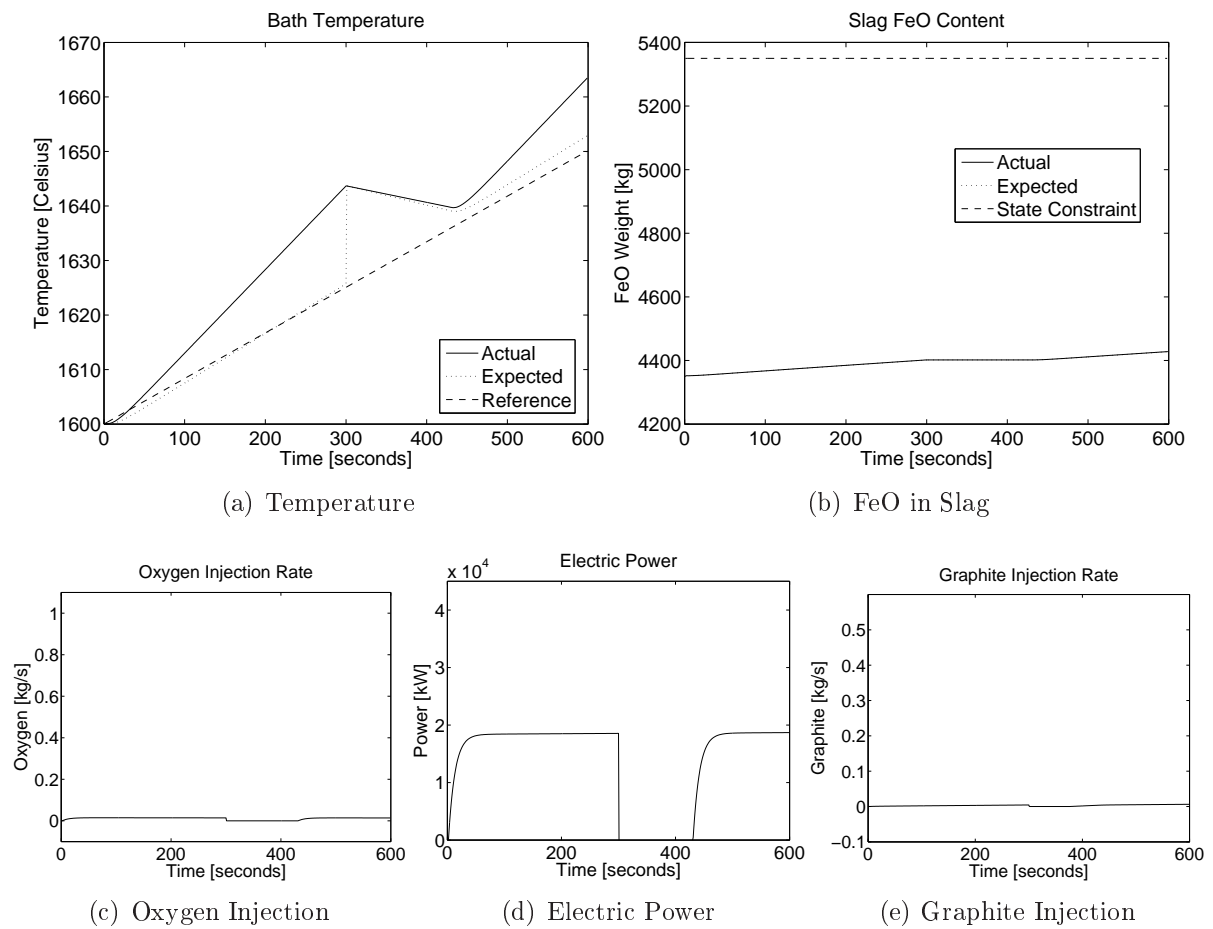 Bath Temperature
1670
1660
1650
1640
1630
1620
1610
1600
0 100 200 300 400 500 600
Temperature [Celsius]
Time [seconds]
Actual
Expected
Reference
(a) Temperature
Slag FeO Content
5400
5200
5000
4800
4600
4400
4200
0 100 200 300 400 500 600
FeO Weight [kg]
Time [seconds]
Actual
Expected
State Constraint
(b) FeO in Slag
Oxygen Injection Rate
1
0.8
0.6
0.4
0.2
0
0 200 400 600
Oxygen [kg/s]
Time [seconds]
(c) Oxygen Injection
Electric Power
x 10^4
4
3
2
1
0
0 200 400 600
Power [kW]
Time [seconds]
(d) Electric Power
Graphite Injection Rate
0.5
0.4
0.3
0.2
0.1
0
−0.1
0 200 400 600
Graphite [kg/s]
Time [seconds]
(e) Graphite Injection